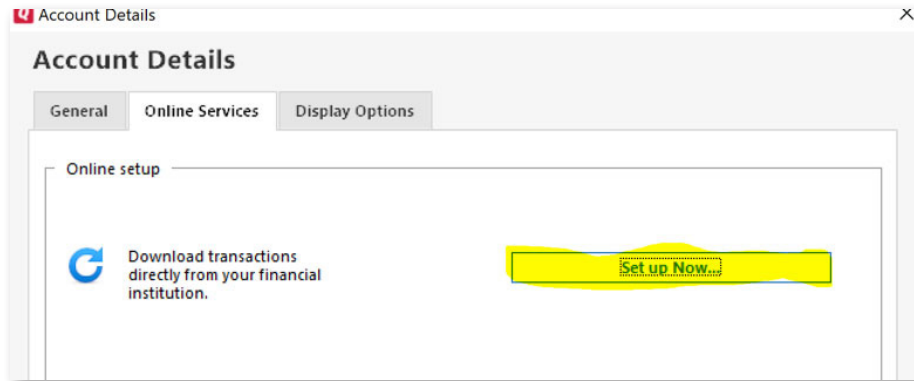 Account Details
Account Details
General Online Services Display Options
Online setup
Download transactions
directly from your financial
institution.
Set up Now...